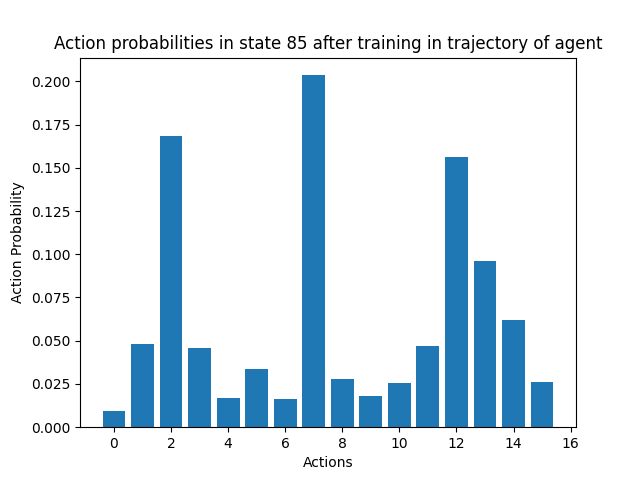 Action probabilities in state 85 after training in trajectory of agent
0.200
0.175
0.150
0.125
0.100
0.075
0.050
0.025
0.000
Action Probability
0 2 4 6 8 10 12 14 16
Actions